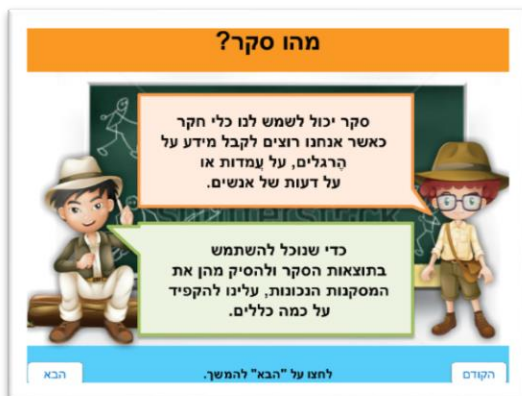 מהו סקר?
סקר יכול לשמש לנו כלי חקר
כאשר אנחנו רוצים לקבל מידע על
הֶרגלים, על עֲמדות או
על דעות של אנשים.
כדי שנוכל להשתמש
בתוצאות הסקר ולהסיק מהן את
המסקנות הנכונות, עלינו להקפיד
על כמה כללים.
הקודם
לחצו על "הבא" להמשך.
הבא